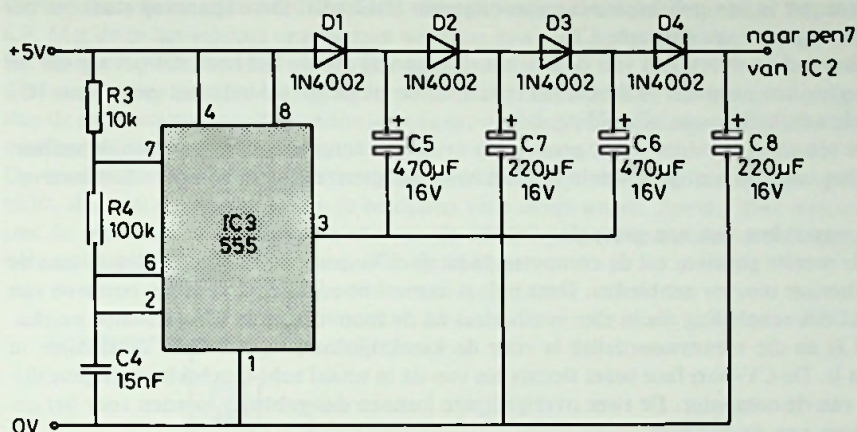 D1
D2
D3
D4
naar pen7
van IC2
+5V
1N4002
1N4002
1N4002
1N4002
R3
10k
4
8
7
C5
470µF
16V
C7
220µF
16V
C6
470µF
16V
C8
220µF
16V
R4
100k
IC3
555
3
6
2
1
C4
15nF
0V